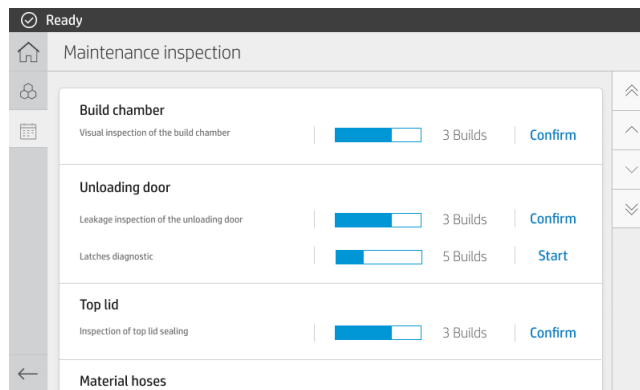 Ready
Maintenance inspection
Build chamber
Visual inspection of the build chamber 3 Builds Confirm
Unloading door
Leakage inspection of the unloading door 3 Builds Confirm
Latches diagnostic 5 Builds Start
Top lid
Inspection of top lid sealing 3 Builds Confirm
Material hoses